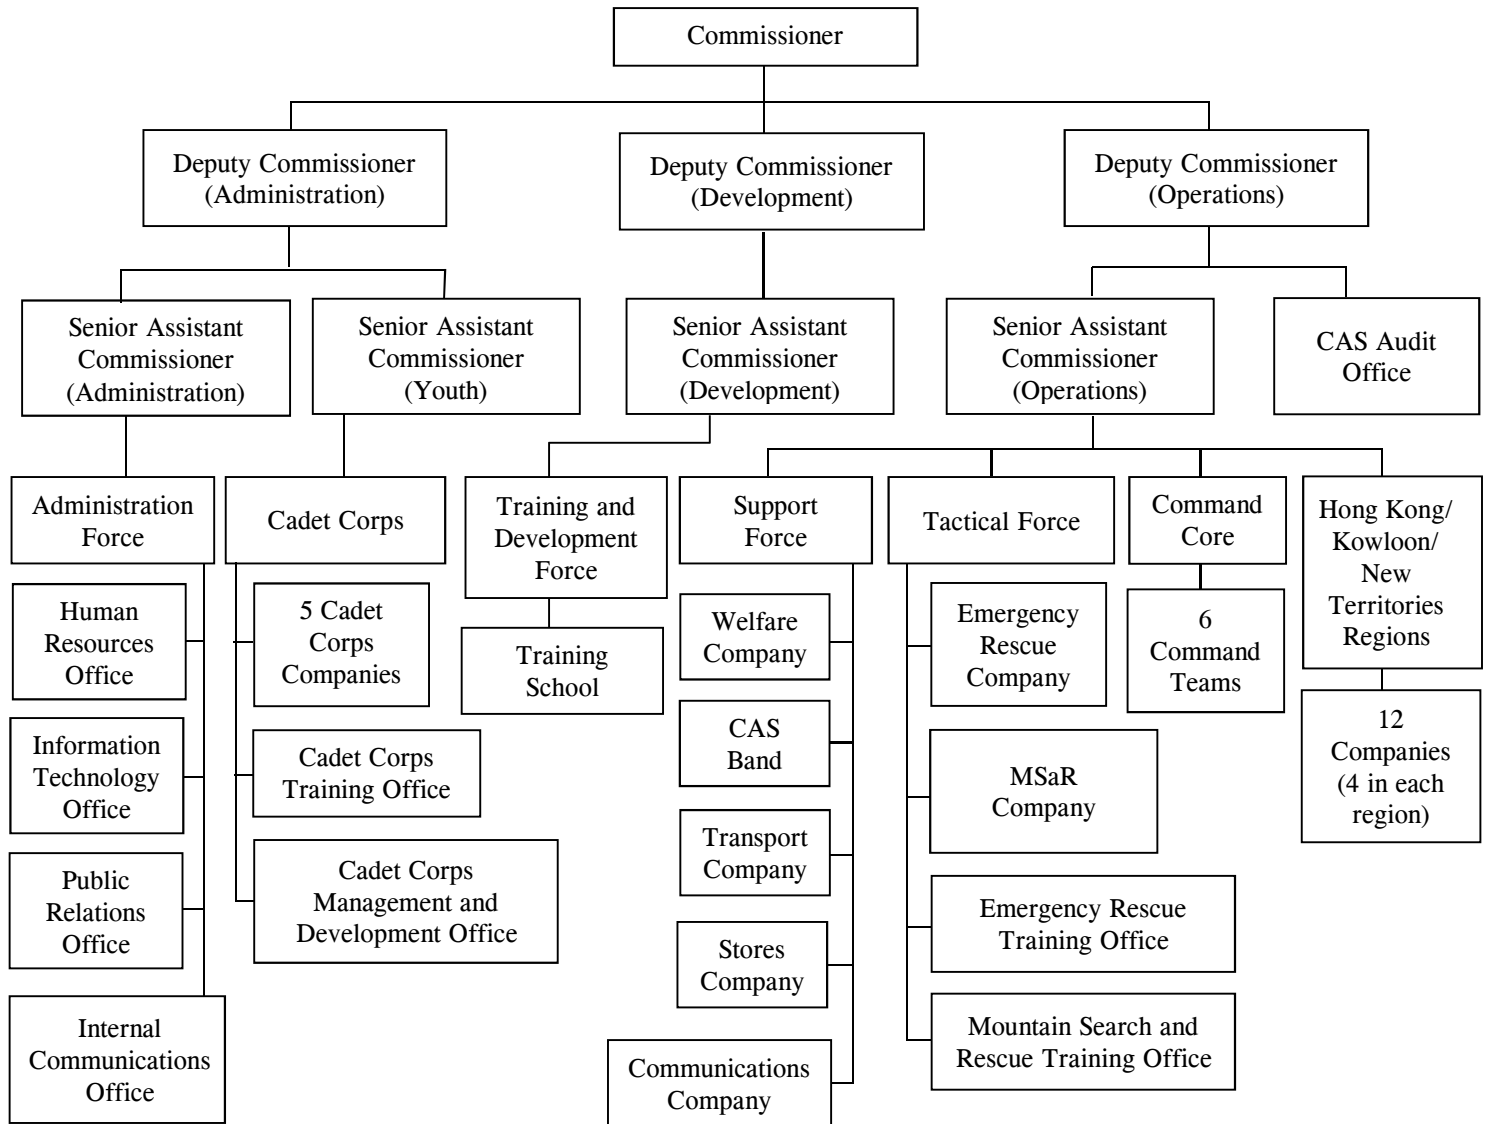 Commissioner
Deputy Commissioner
(Administration)
Deputy Commissioner
(Development)
Deputy Commissioner
(Operations)
Senior Assistant
Commissioner
(Administration)
Senior Assistant
Commissioner
(Youth)
Senior Assistant
Commissioner
(Development)
Senior Assistant
Commissioner
(Operations)
CAS Audit
Office
Administration
Force
Cadet Corps
Training and
Development
Force
Support
Force
Tactical Force
Command
Core
Hong Kong/
Kowloon/
New
Territories
Regions
Human
Resources
Office
Information
Technology
Office
Public
Relations
Office
Internal
Communications
Office
5 Cadet
Corps
Companies
Cadet Corps
Training Office
Cadet Corps
Management and
Development Office
Training
School
Welfare
Company
CAS
Band
Transport
Company
Stores
Company
Communications
Company
Emergency
Rescue
Company
MSaR
Company
Emergency Rescue
Training Office
Mountain Search and
Rescue Training Office
6
Command
Teams
12
Companies
(4 in each
region)